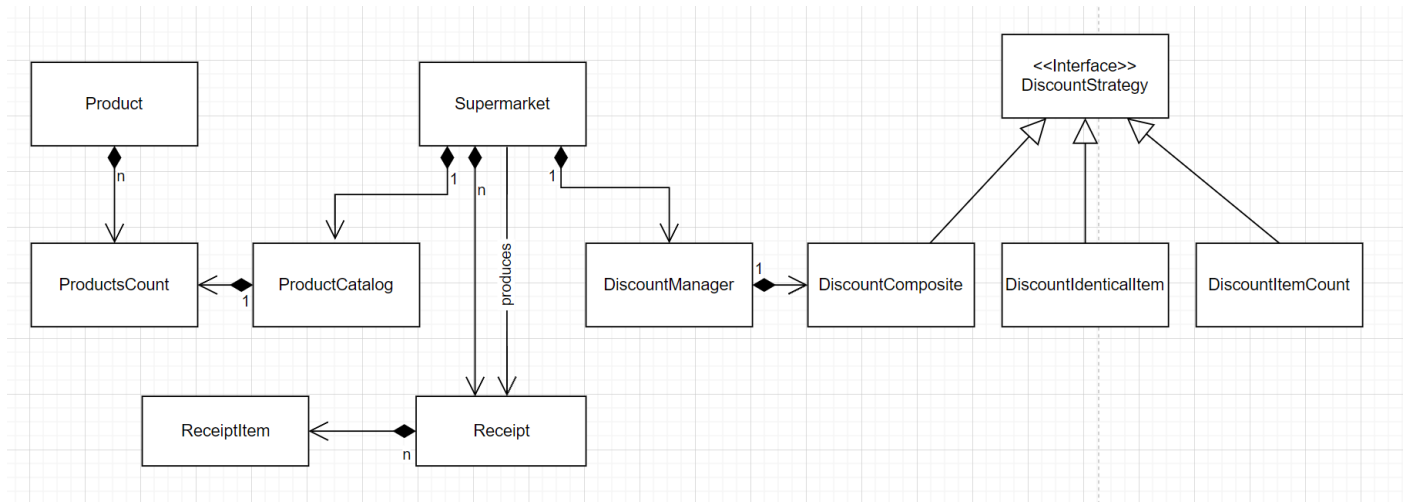 <<Interface>>
DiscountStrategy
Product
Supermarket
n
1
n
1
produces
ProductsCount
1
ProductCatalog
DiscountManager
1
DiscountComposite
DiscountIdenticalItem
DiscountItemCount
ReceiptItem
n
Receipt